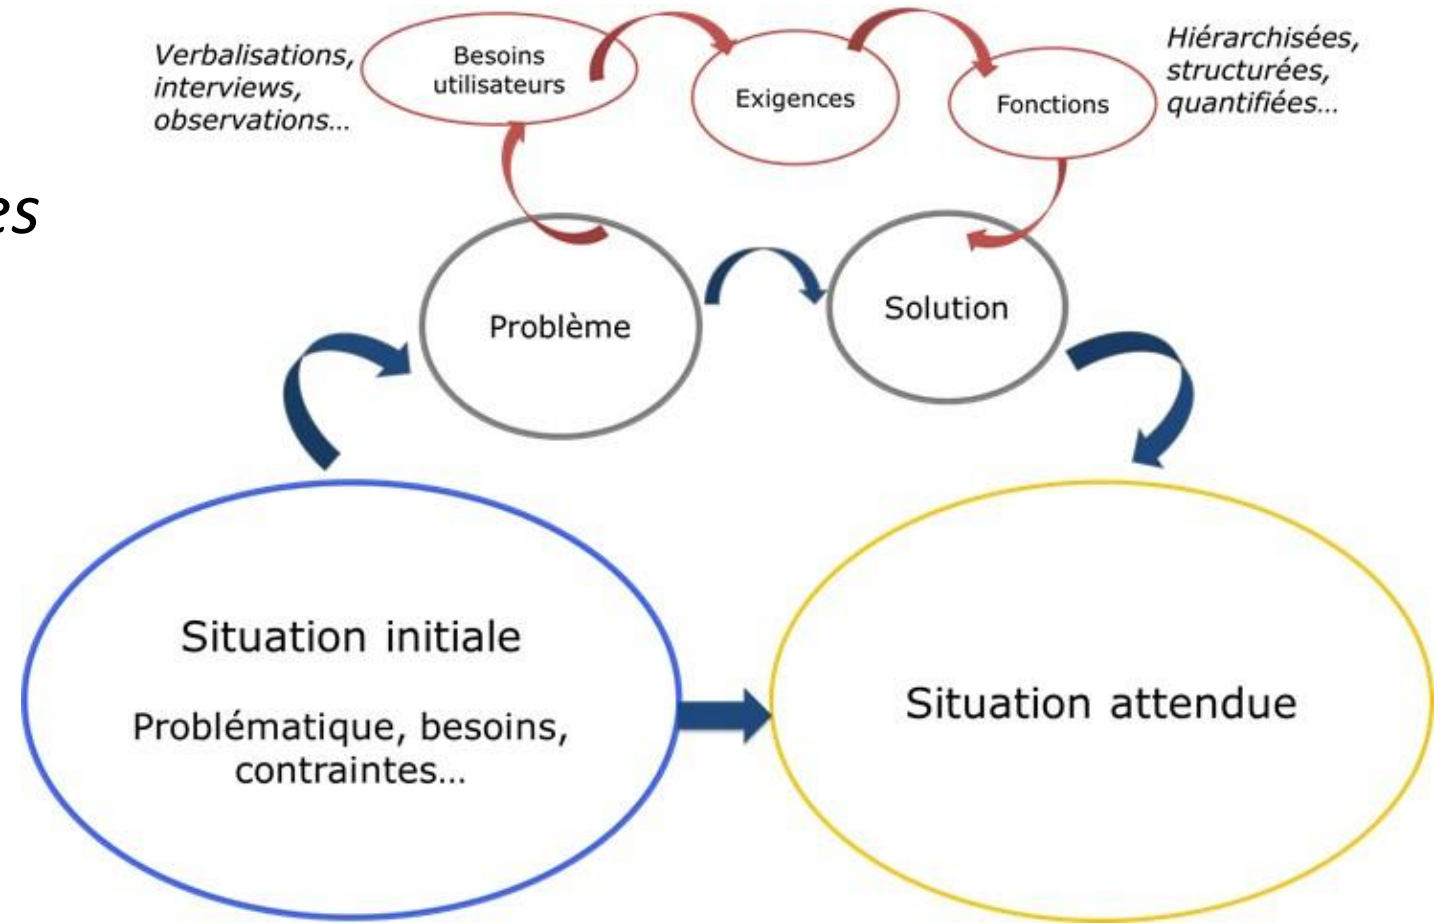 Verbalisations,
interviews,
observations...
Besoins
utilisateurs
Exigences
Fonctions
Hiérarchisées,
structurées,
quantifiées...
es
Problème
Solution
Situation initiale
Problématique, besoins,
contraintes...
Situation attendue